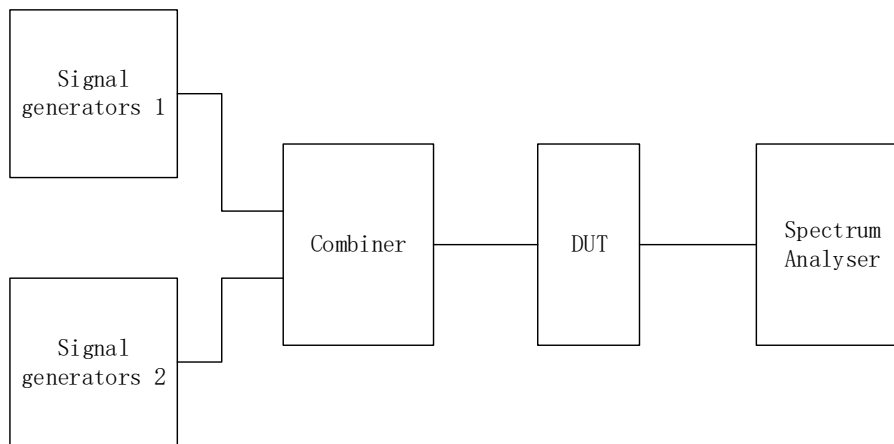 Signal
generators 1
Combiner
DUT
Spectrum
Analyser
Signal
generators 2